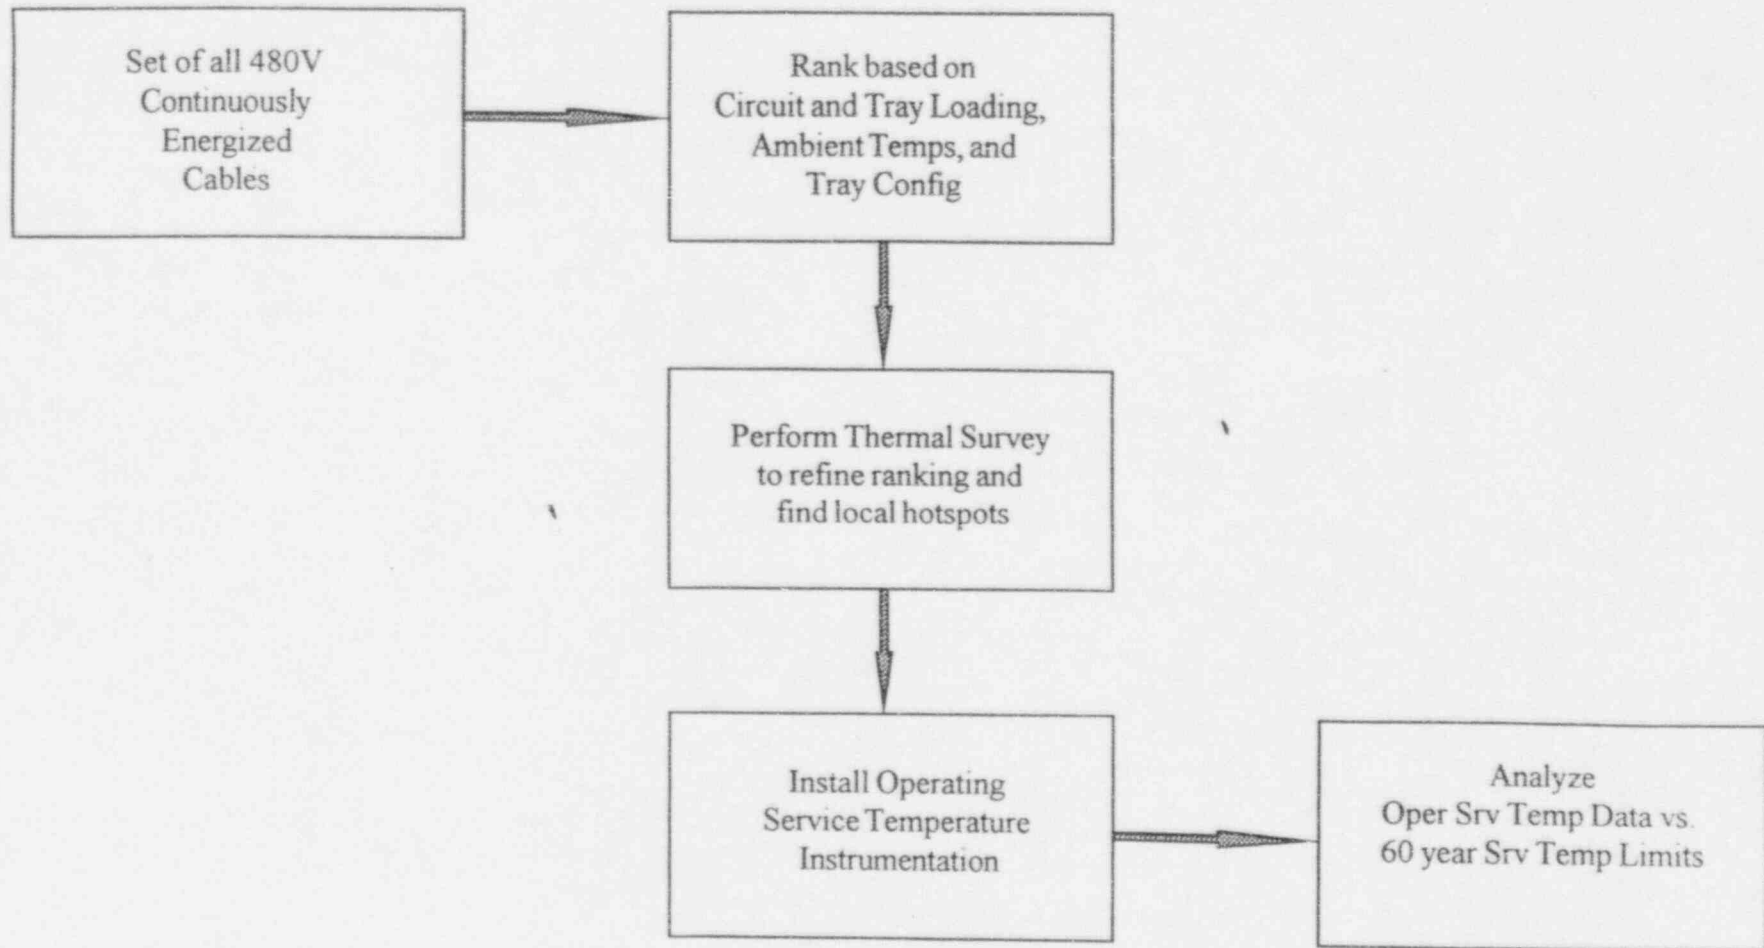 Set of all 480V
Continuously
Energized
Cables
Rank based on
Circuit and Tray Loading,
Ambient Temps, and
Tray Config
Perform Thermal Survey
to refine ranking and
find local hotspots
Install Operating
Service Temperature
Instrumentation
Analyze
Oper Srv Temp Data vs.
60 year Srv Temp Limits